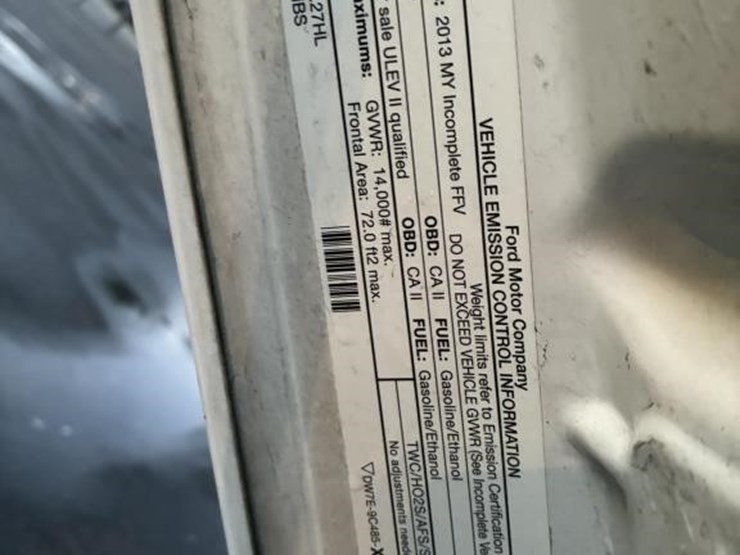 Ford Motor Company
VEHICLE EMISSION CONTROL INFORMATION
Weight limits refer to Emission Certification
DO NOT EXCEED VEHICLE GVWR (See Incomplete Ve
: 2013 MY Incomplete FFV OBD: CA II FUEL: Gasoline/Ethanol
sale ULEV II qualified OBD: CA II FUEL: Gasoline/Ethanol
TWC/HO2S/AFS/S
ximums: GVWR: 14,000# max.
No adjustments neede
Frontal Area: 72.0 ft2 max.
.27HL
IBS
DW7E-9C485-X